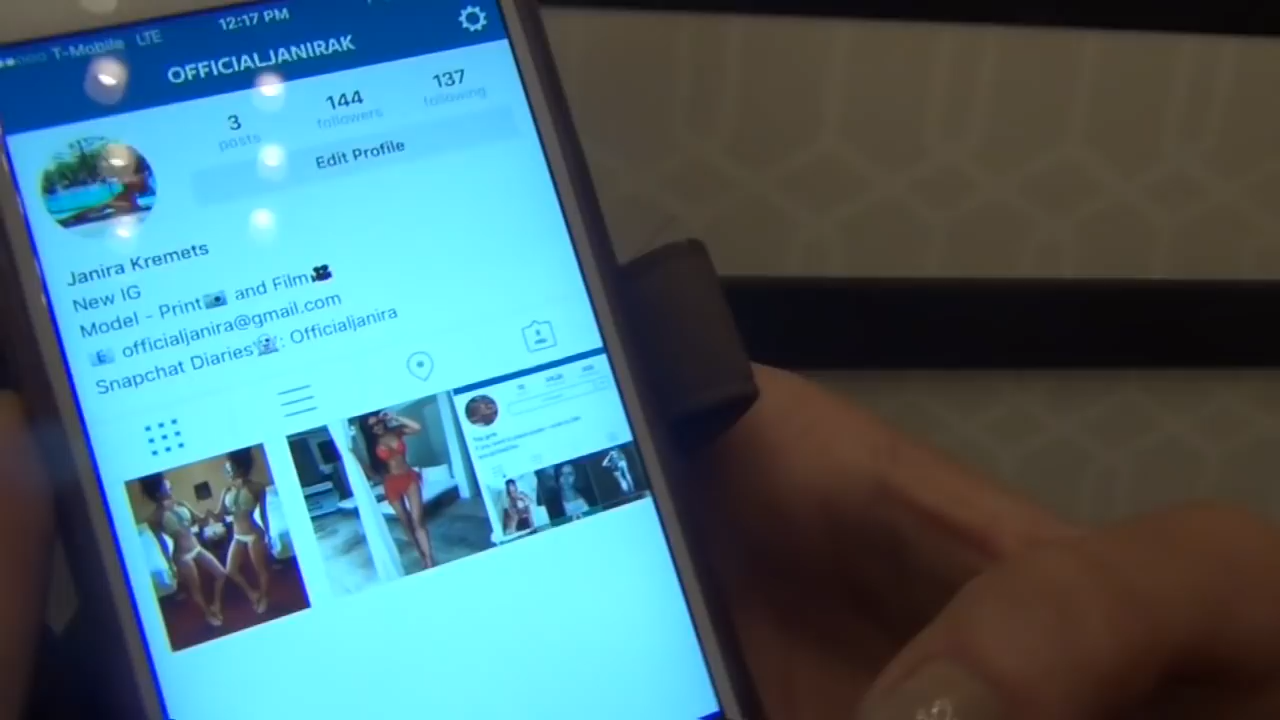 T-Mobile LTE 12:17 PM
OFFICIALJANIRAK
3 144 137
posts followers following
Edit Profile
Janira Kremets
New IG
Model - Print📷 and Film🎥
📧 officialjanira@gmail.com
Snapchat Diaries👻: Officialjanira